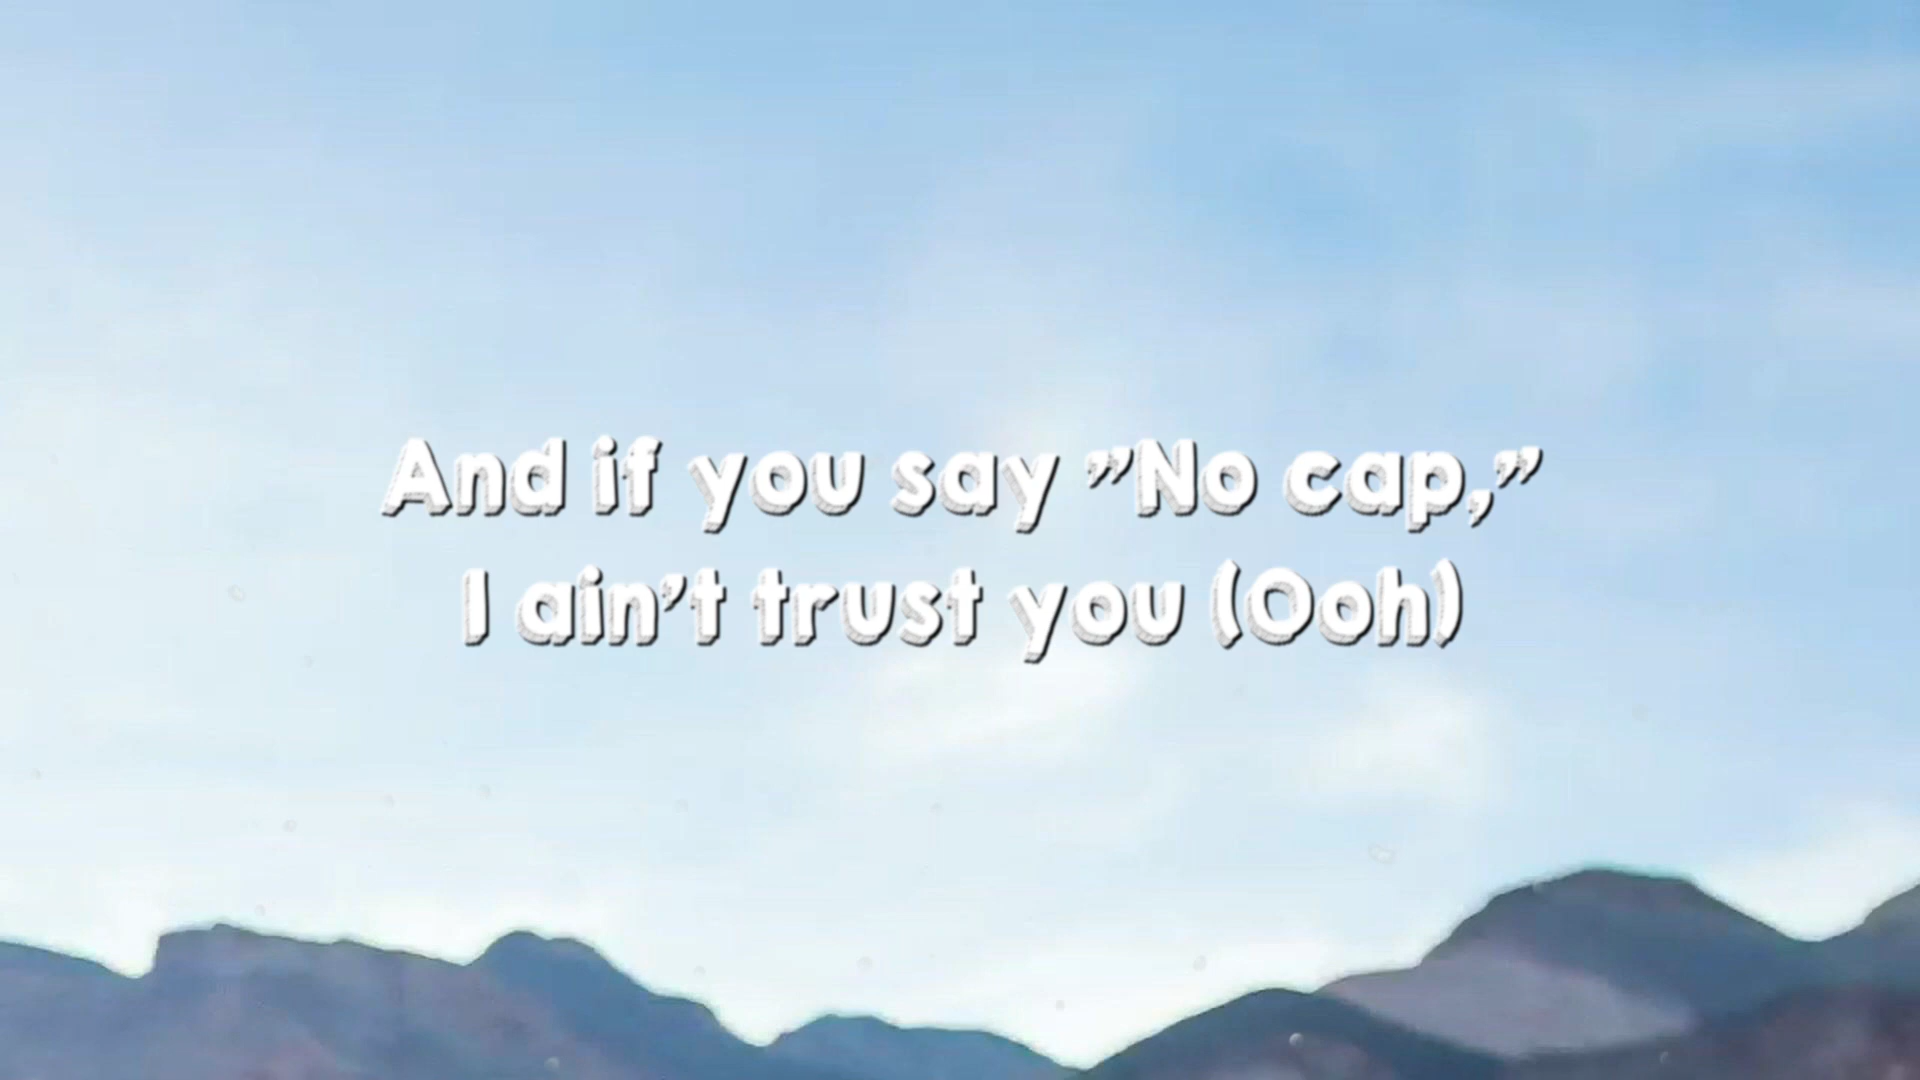 And if you say ”No cap,”
I ain’t trust you (Ooh)